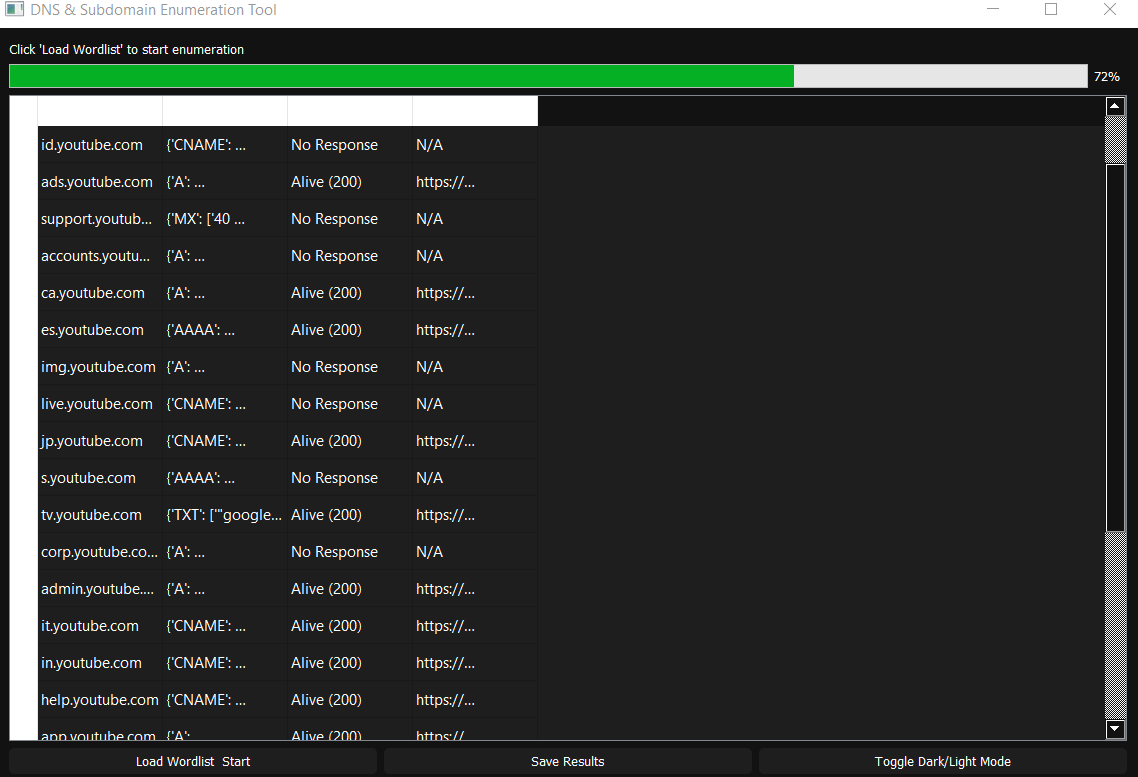 DNS & Subdomain Enumeration Tool
Click 'Load Wordlist' to start enumeration
72%
id.youtube.com {'CNAME': ... No Response N/A
ads.youtube.com {'A': ... Alive (200) https://...
support.youtub... {'MX': ['40 ... No Response N/A
accounts.youtu... {'A': ... No Response N/A
ca.youtube.com {'A': ... Alive (200) https://...
es.youtube.com {'AAAA': ... Alive (200) https://...
img.youtube.com {'A': ... No Response N/A
live.youtube.com {'CNAME': ... No Response N/A
jp.youtube.com {'CNAME': ... Alive (200) https://...
s.youtube.com {'AAAA': ... No Response N/A
tv.youtube.com {'TXT': ['"google... Alive (200) https://...
corp.youtube.co... {'A': ... No Response N/A
admin.youtube.... {'A': ... Alive (200) https://...
it.youtube.com {'CNAME': ... Alive (200) https://...
in.youtube.com {'CNAME': ... Alive (200) https://...
help.youtube.com {'CNAME': ... Alive (200) https://...
app.youtube.com {'A': ... Alive (200) https://...
Load Wordlist Start Save Results Toggle Dark/Light Mode